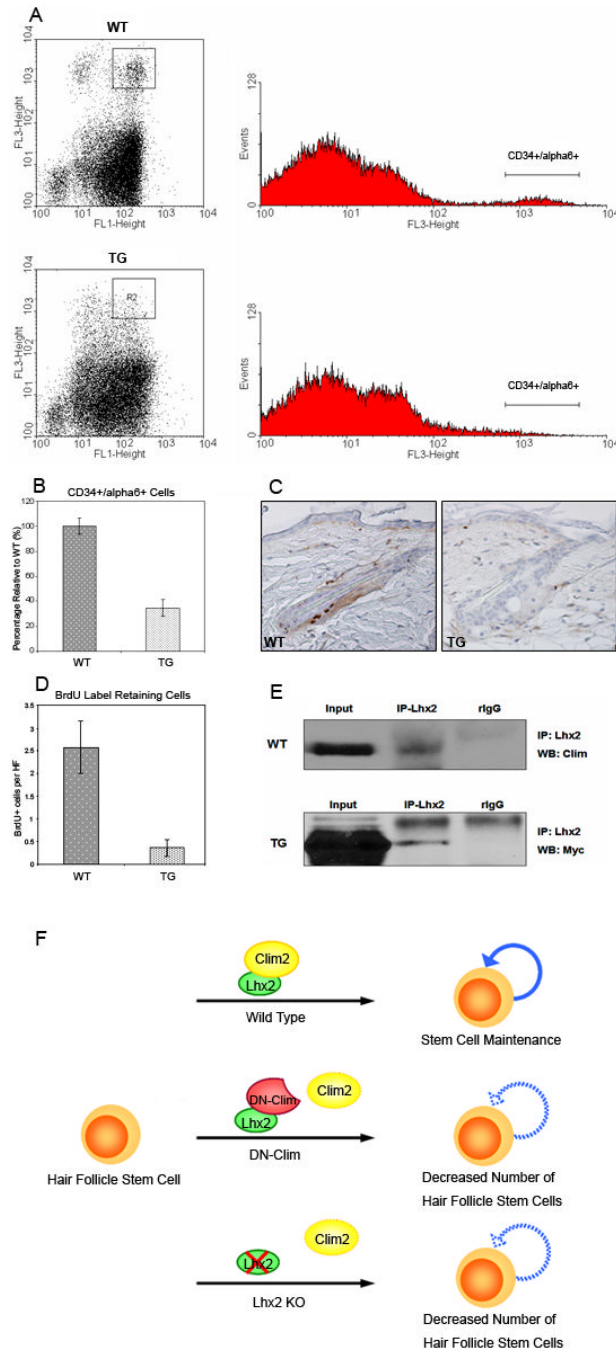 A
WT
FL3-Height
10⁰ 10¹ 10² 10³ 10⁴
10⁰ 10¹ 10² 10³ 10⁴
FL1-Height
Events
0
128
CD34+/alpha6+
10⁰ 10¹ 10² 10³ 10⁴
FL3-Height
TG
R2
FL3-Height
10⁰ 10¹ 10² 10³ 10⁴
10⁰ 10¹ 10² 10³ 10⁴
FL1-Height
Events
0
128
CD34+/alpha6+
10⁰ 10¹ 10² 10³ 10⁴
FL3-Height
B
CD34+/alpha6+ Cells
Percentage Relative to WT (%)
120
100
80
60
40
20
0
WT TG
C
WT
TG
D
BrdU Label Retaining Cells
BrdU+ cells per HF
3.5
3
2.5
2
1.5
1
0.5
0
WT TG
E
Input IP-Lhx2 rIgG
WT
IP: Lhx2
WB: Clim
Input IP-Lhx2 rIgG
TG
IP: Lhx2
WB: Myc
F
Clim2
Lhx2
Wild Type
Stem Cell Maintenance
DN-Clim
Clim2
Lhx2
DN-Clim
Hair Follicle Stem Cell
Decreased Number of
Hair Follicle Stem Cells
Clim2
Lhx2
Lhx2 KO
Decreased Number of
Hair Follicle Stem Cells